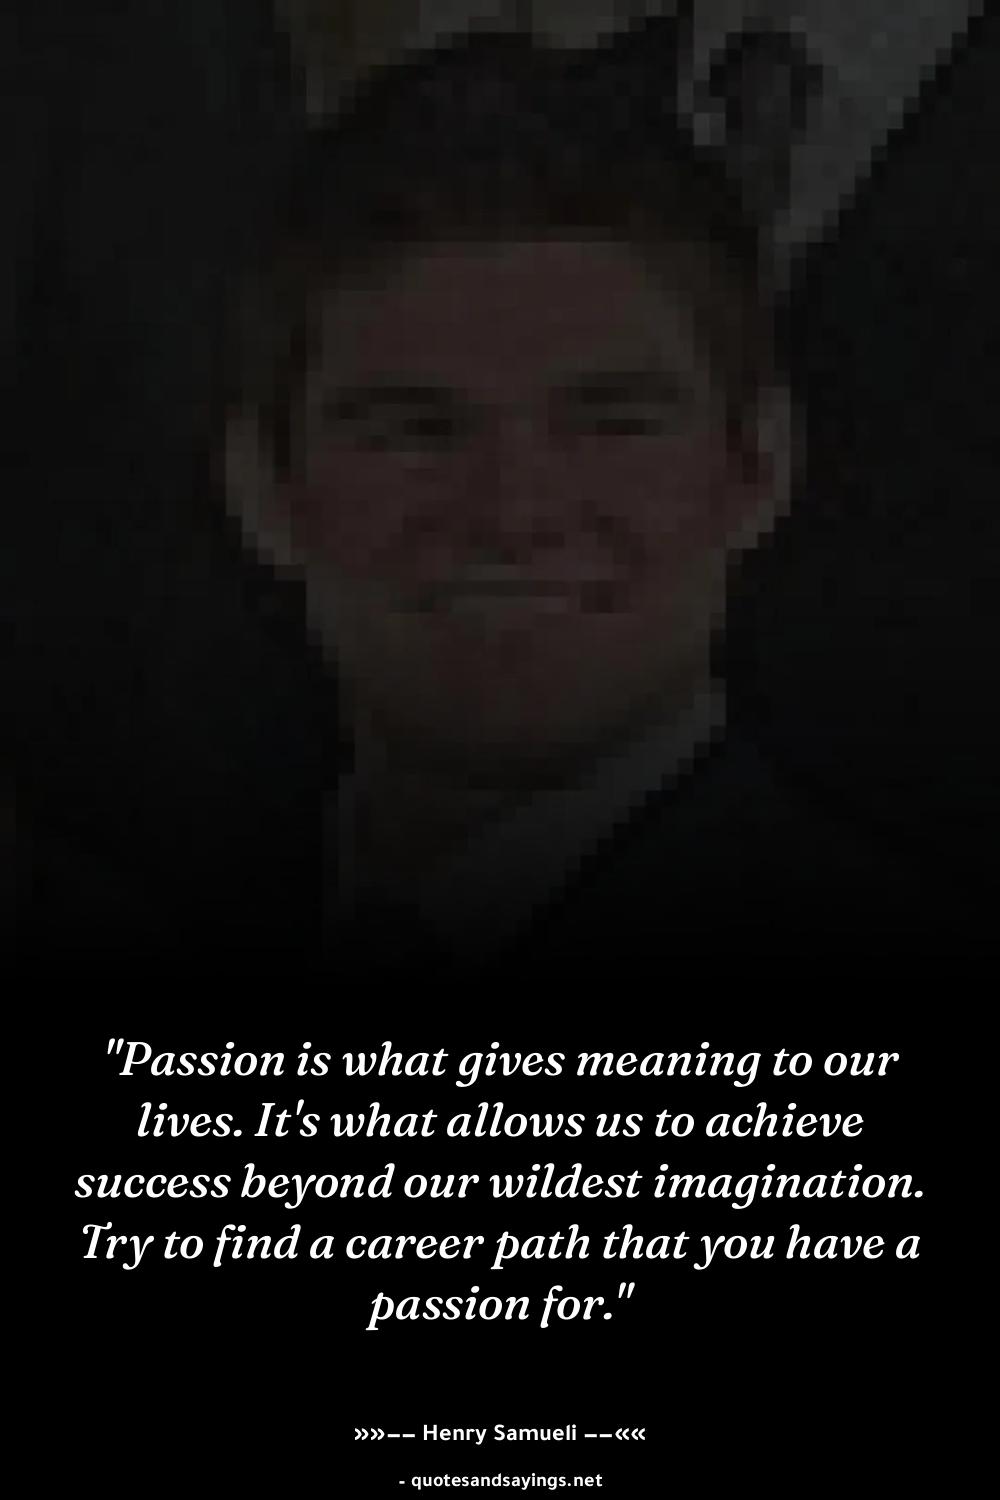 "Passion is what gives meaning to our
lives. It's what allows us to achieve
success beyond our wildest imagination.
Try to find a career path that you have a
passion for."
»»−− Henry Samueli −−««
- quotesandsayings.net